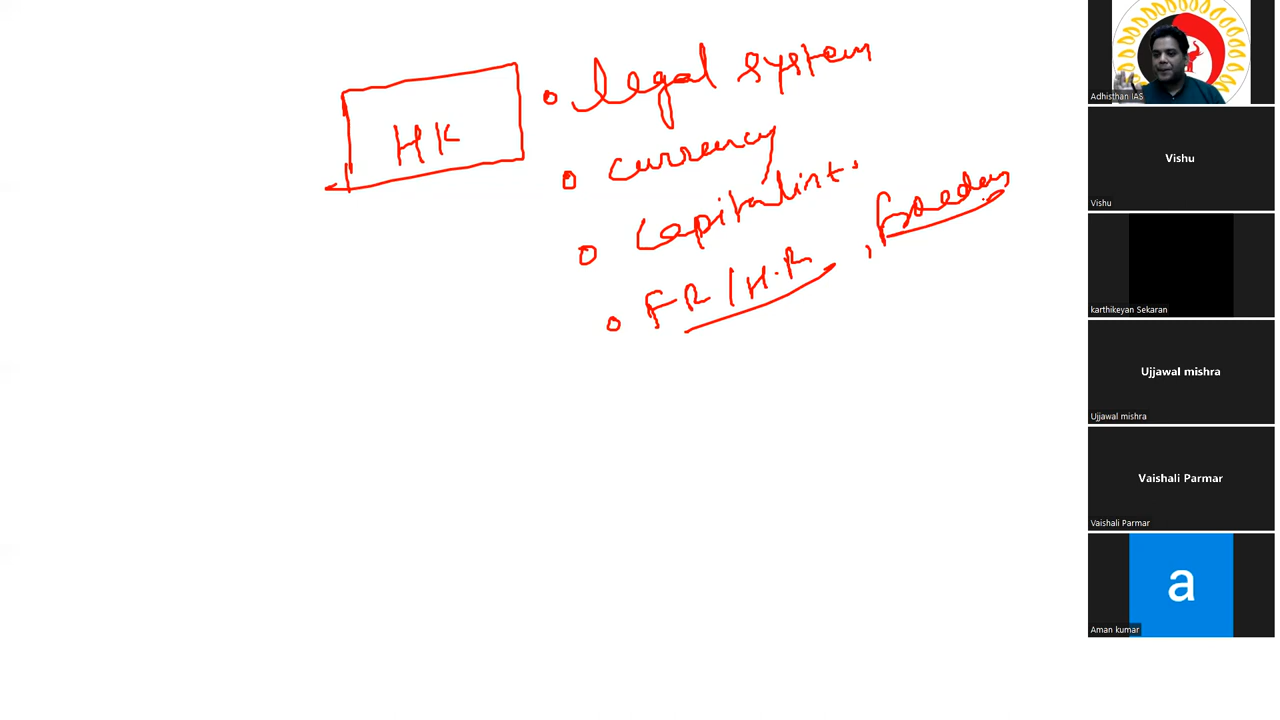 HK
• legal system
• currency
• Capitalist.
• FR / H.R, freedom
Adhisthan IAS
Vishu
Vishu
karthikeyan Sekaran
Ujjawal mishra
Ujjawal mishra
Vaishali Parmar
Vaishali Parmar
a
Aman kumar